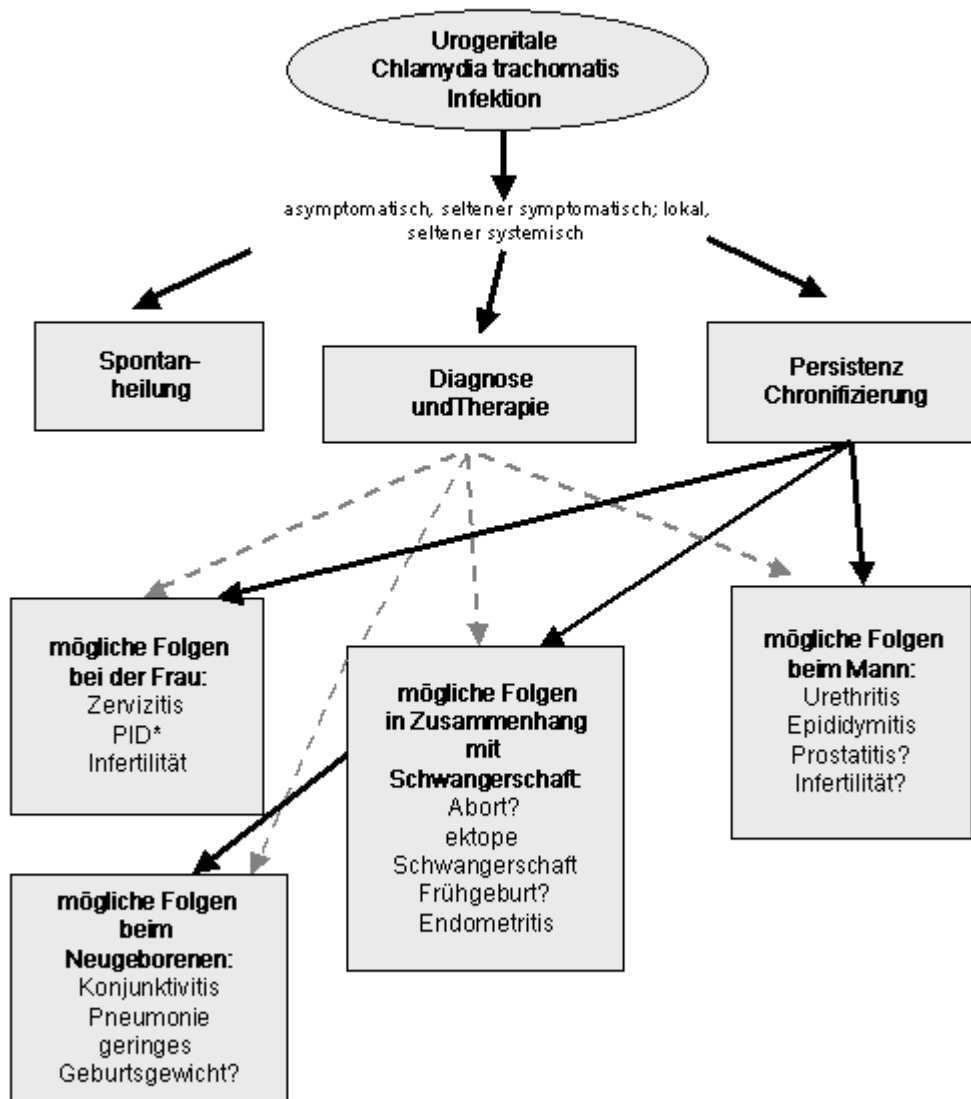 Urogenitale
Chlamydia trachomatis
Infektion
asymptomatisch, seltener symptomatisch; lokal,
seltener systemisch
Spontan–
heilung
Diagnose
undTherapie
Persistenz
Chronifizierung
mögliche Folgen
bei der Frau:
Zervizitis
PID*
Infertilität
mögliche Folgen
in Zusammenhang
mit
Schwangerschaft:
Abort?
ektope
Schwangerschaft
Frühgeburt?
Endometritis
mögliche Folgen
beim Mann:
Urethritis
Epididymitis
Prostatitis?
Infertilität?
mögliche Folgen
beim
Neugeborenen:
Konjunktivitis
Pneumonie
geringes
Geburtsgewicht?